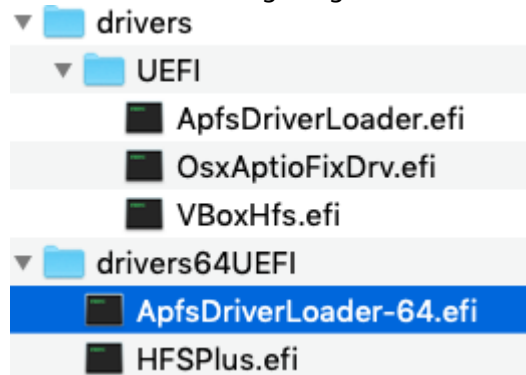 drivers
UEFI
ApfsDriverLoader.efi
OsxAptioFixDrv.efi
VBoxHfs.efi
drivers64UEFI
ApfsDriverLoader-64.efi
HFSPlus.efi